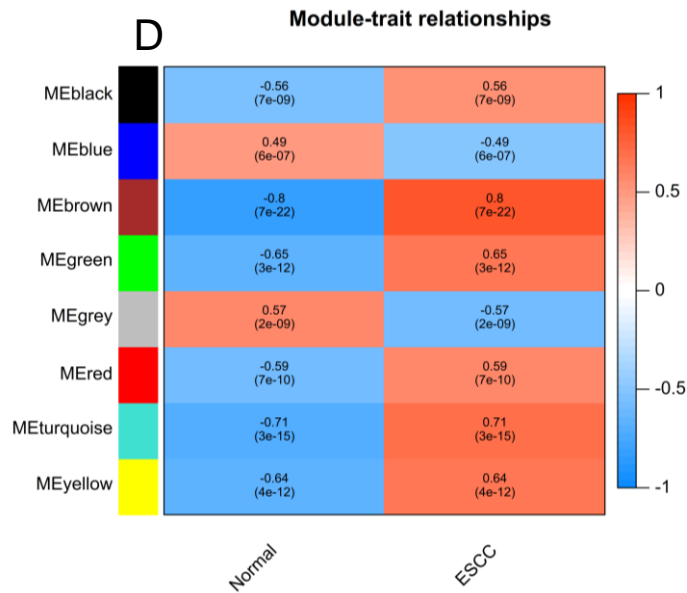 D
Module-trait relationships
MEblack
-0.56
(7e-09)
0.56
(7e-09)
MEblue
0.49
(6e-07)
-0.49
(6e-07)
MEbrown
-0.8
(7e-22)
0.8
(7e-22)
MEgreen
-0.65
(3e-12)
0.65
(3e-12)
MEgrey
0.57
(2e-09)
-0.57
(2e-09)
MEred
-0.59
(7e-10)
0.59
(7e-10)
MEturquoise
-0.71
(3e-15)
0.71
(3e-15)
MEyellow
-0.64
(4e-12)
0.64
(4e-12)
Normal
ESCC
1
0.5
0
-0.5
-1